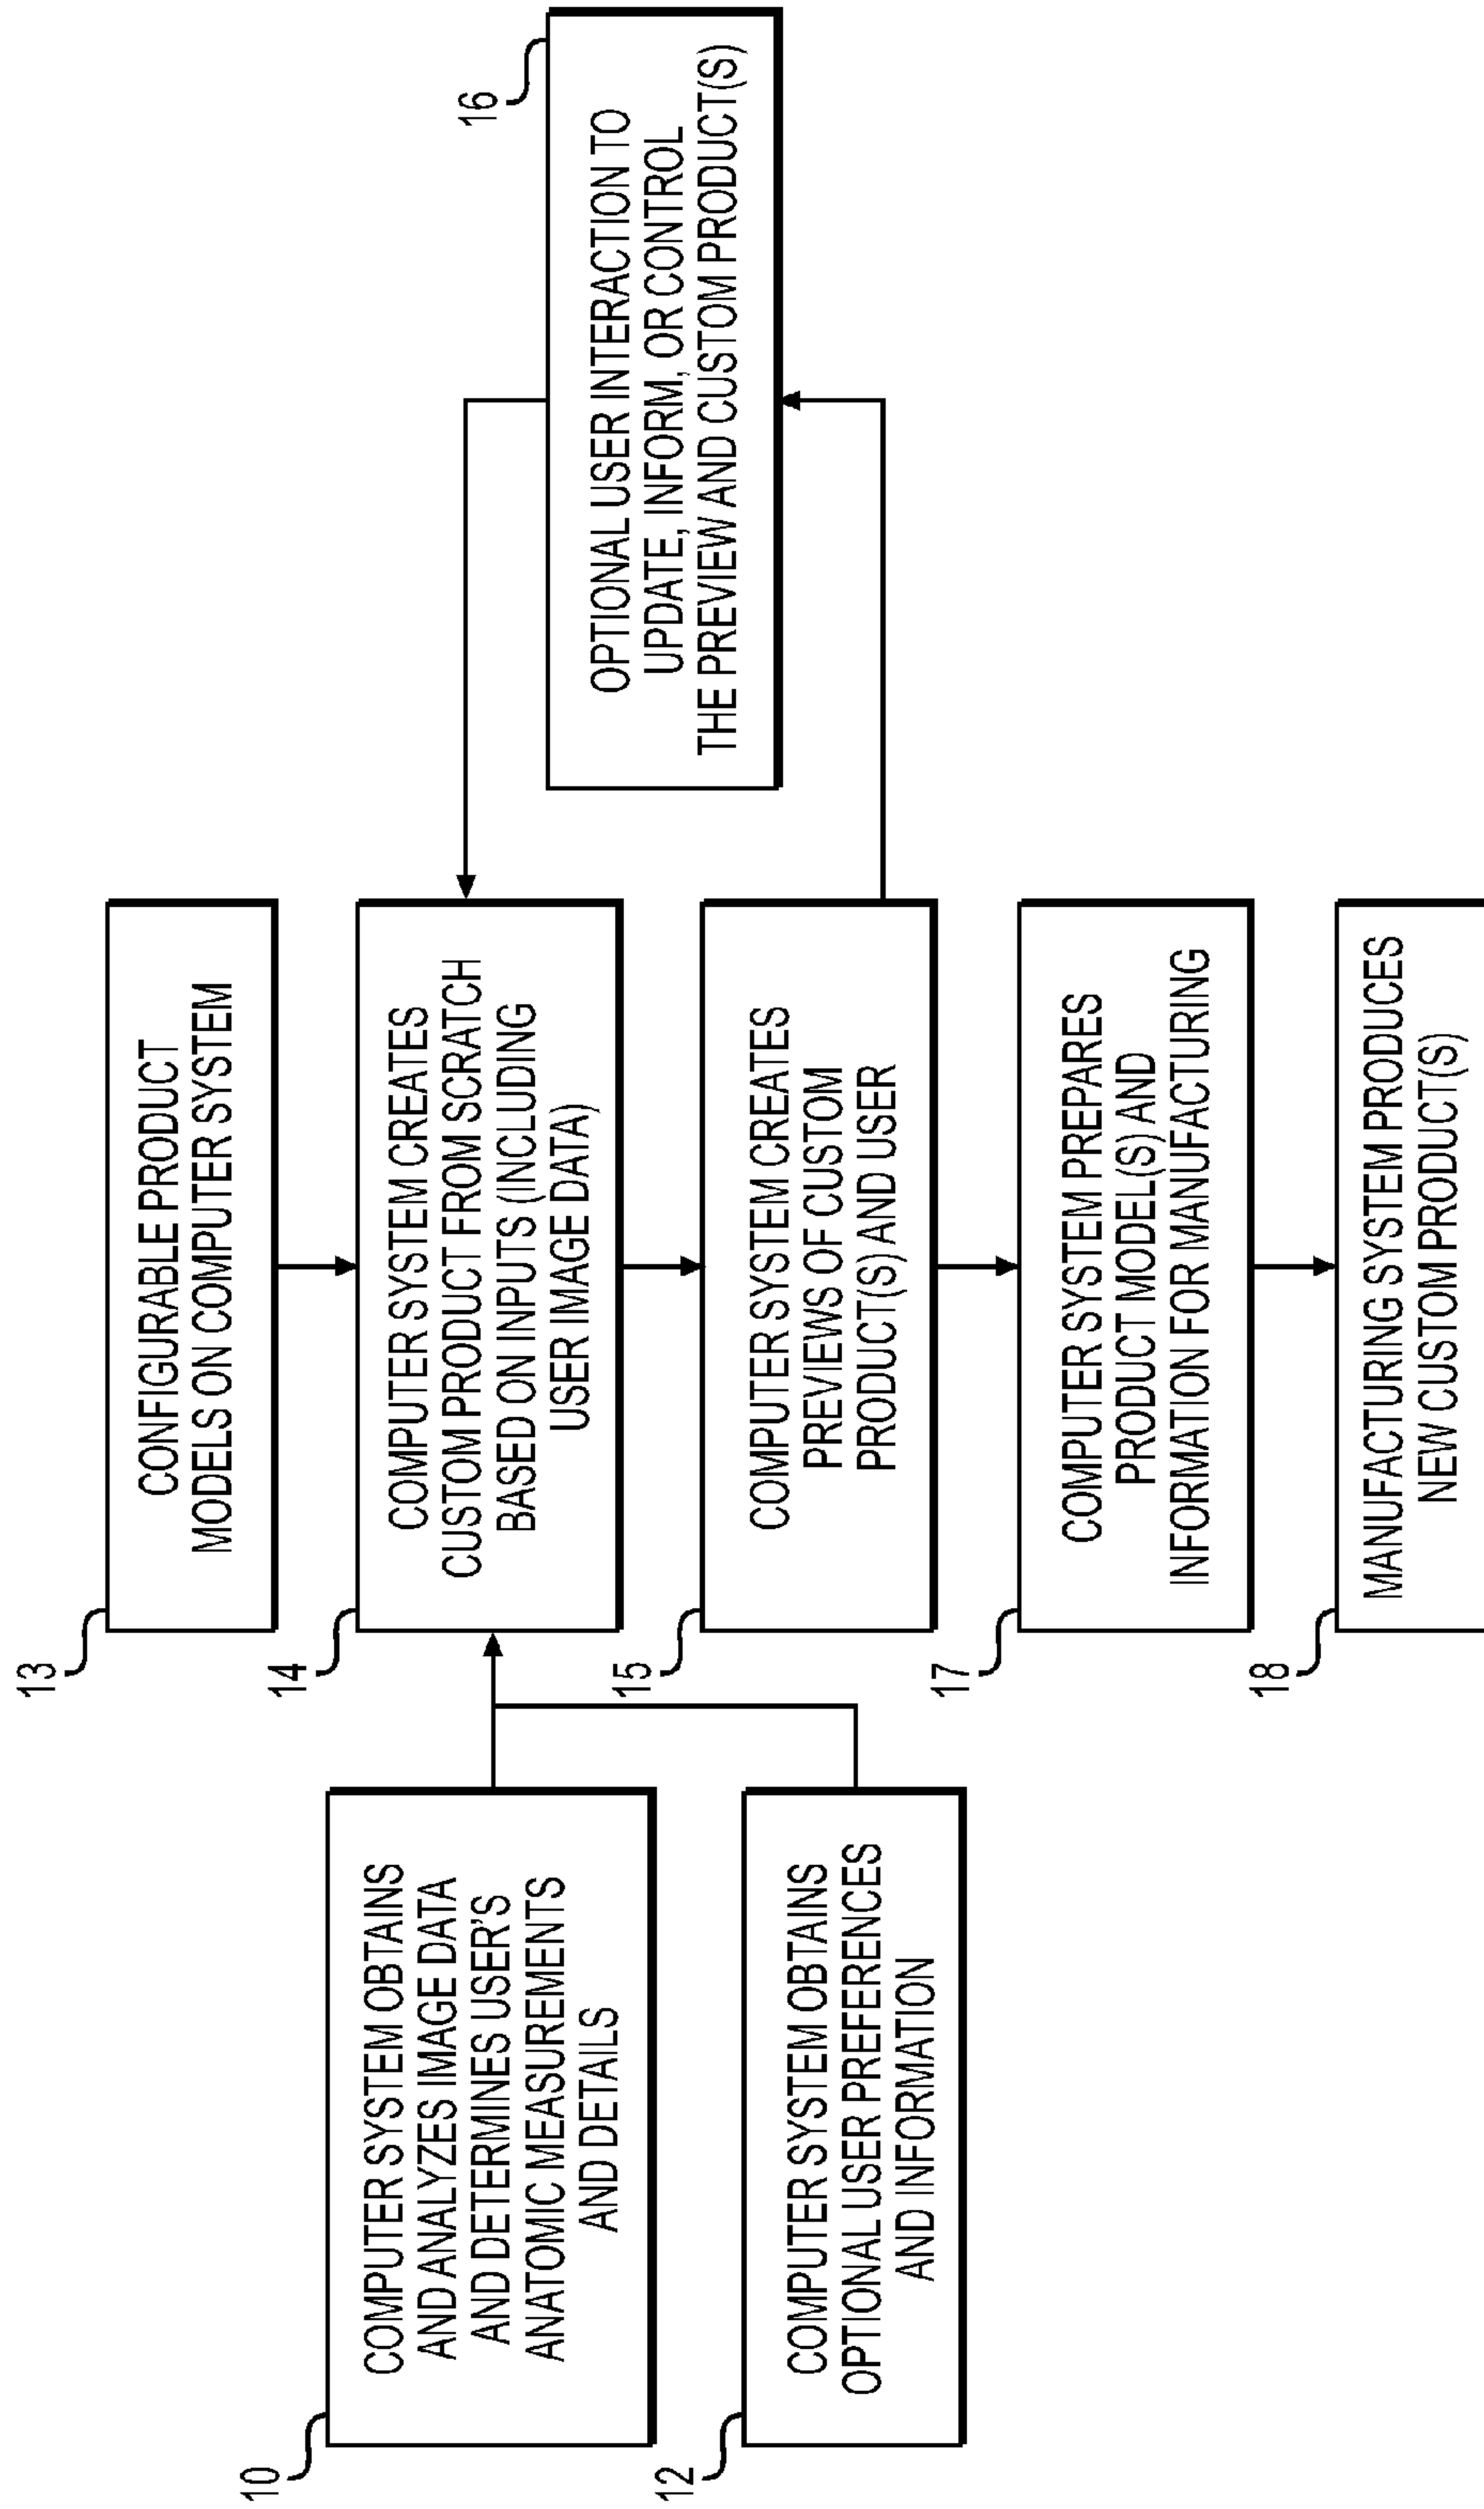 13
CONFIGURABLE PRODUCT
MODELS ON COMPUTER SYSTEM
10
COMPUTER SYSTEM OBTAINS
AND ANALYZES IMAGE DATA
AND DETERMINES USER'S
ANATOMIC MEASUREMENTS
AND DETAILS
14
COMPUTER SYSTEM CREATES
CUSTOM PRODUCT FROM SCRATCH
BASED ON INPUTS (INCLUDING
USER IMAGE DATA)
16
OPTIONAL USER INTERACTION TO
UPDATE, INFORM, OR CONTROL
THE PREVIEW AND CUSTOM PRODUCT(S)
12
COMPUTER SYSTEM OBTAINS
OPTIONAL USER PREFERENCES
AND INFORMATION
15
COMPUTER SYSTEM CREATES
PREVIEWS OF CUSTOM
PRODUCT(S) AND USER
17
COMPUTER SYSTEM PREPARES
PRODUCT MODEL(S) AND
INFORMATION FOR MANUFACTURING
18
MANUFACTURING SYSTEM PRODUCES
NEW CUSTOM PRODUCT(S)